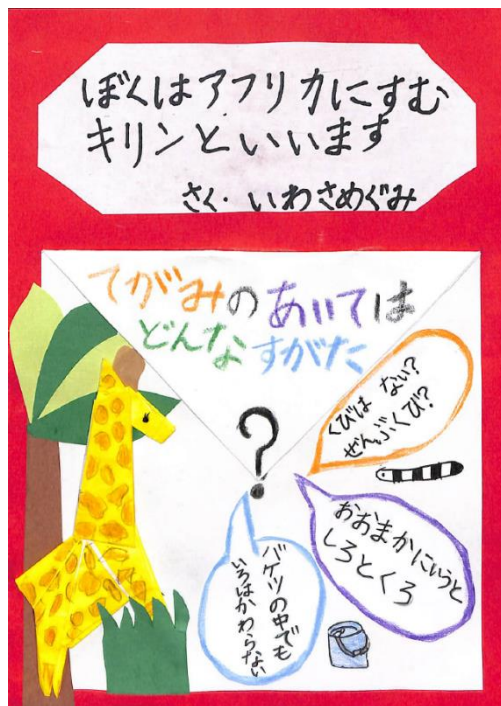 ぼくはアフリカにすむ
キリンといいます
さく・いわさめぐみ
てがみのあいては
どんなすがた
?
くびは ない?
ぜんぶくび?
おおまかにいうと
しろとくろ
バケツの中でも
いろはかわらない